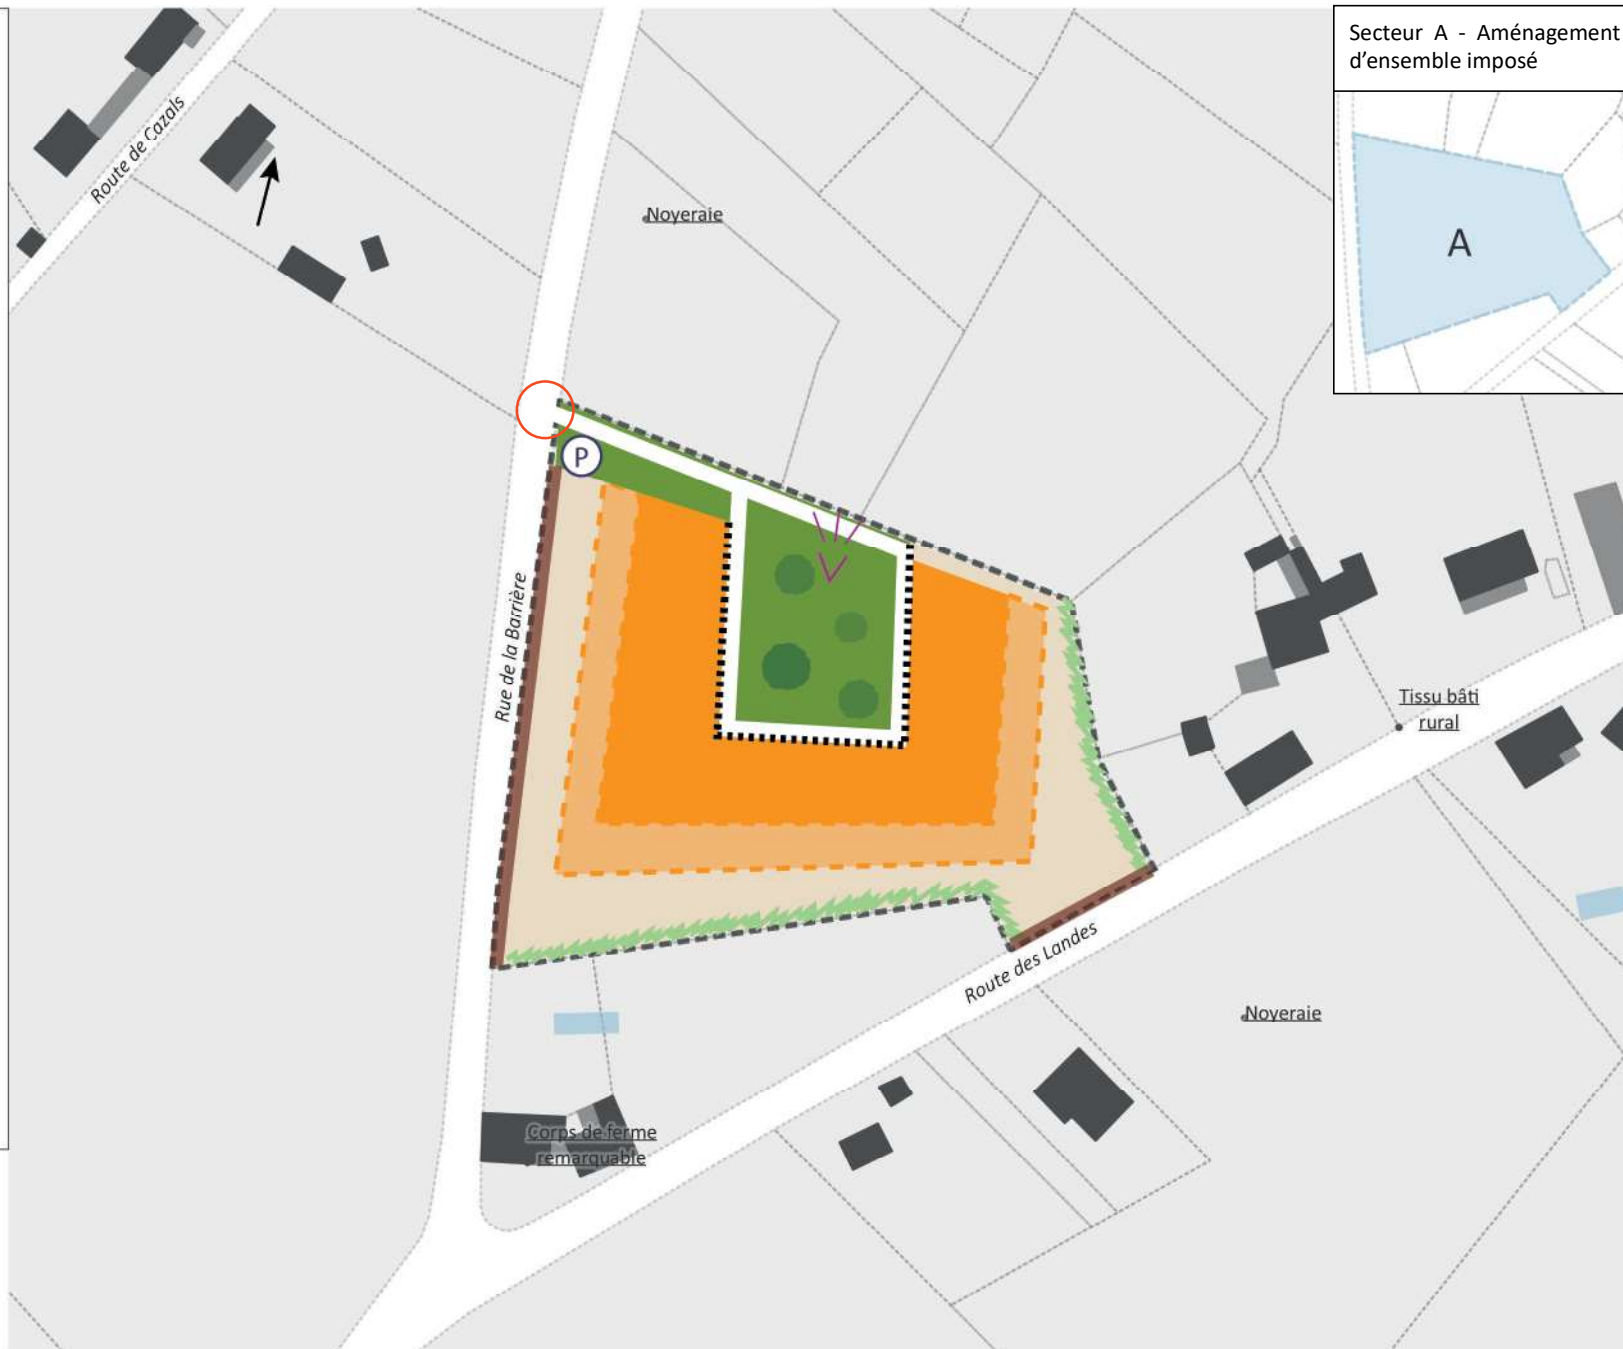 Secteur A - Aménagement
d'ensemble imposé
A
Route de Cazals
Noyeraie
P
Rue de la Barrière
Tissu bâti
rural
Route des Landes
Noyeraie
Corps de ferme
remarquable